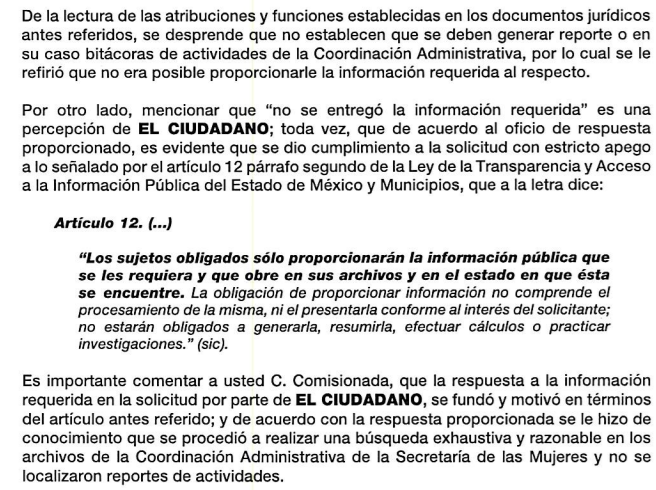 De la lectura de las atribuciones y funciones establecidas en los documentos jurídicos
antes referidos, se desprende que no establecen que se deben generar reporte o en
su caso bitácoras de actividades de la Coordinación Administrativa, por lo cual se le
refirió que no era posible proporcionarle la información requerida al respecto.
Por otro lado, mencionar que “no se entregó la información requerida” es una
percepción de EL CIUDADANO; toda vez, que de acuerdo al oficio de respuesta
proporcionado, es evidente que se dio cumplimiento a la solicitud con estricto apego
a lo señalado por el artículo 12 párrafo segundo de la Ley de la Transparencia y Acceso
a la Información Pública del Estado de México y Municipios, que a la letra dice:
Artículo 12. (...)
“Los sujetos obligados sólo proporcionarán la información pública que
se les requiera y que obre en sus archivos y en el estado en que ésta
se encuentre. La obligación de proporcionar información no comprende el
procesamiento de la misma, ni el presentarla conforme al interés del solicitante;
no estarán obligados a generarla, resumirla, efectuar cálculos o practicar
investigaciones.” (sic).
Es importante comentar a usted C. Comisionada, que la respuesta a la información
requerida en la solicitud por parte de EL CIUDADANO, se fundó y motivó en términos
del artículo antes referido; y de acuerdo con la respuesta proporcionada se le hizo de
conocimiento que se procedió a realizar una búsqueda exhaustiva y razonable en los
archivos de la Coordinación Administrativa de la Secretaría de las Mujeres y no se
localizaron reportes de actividades.